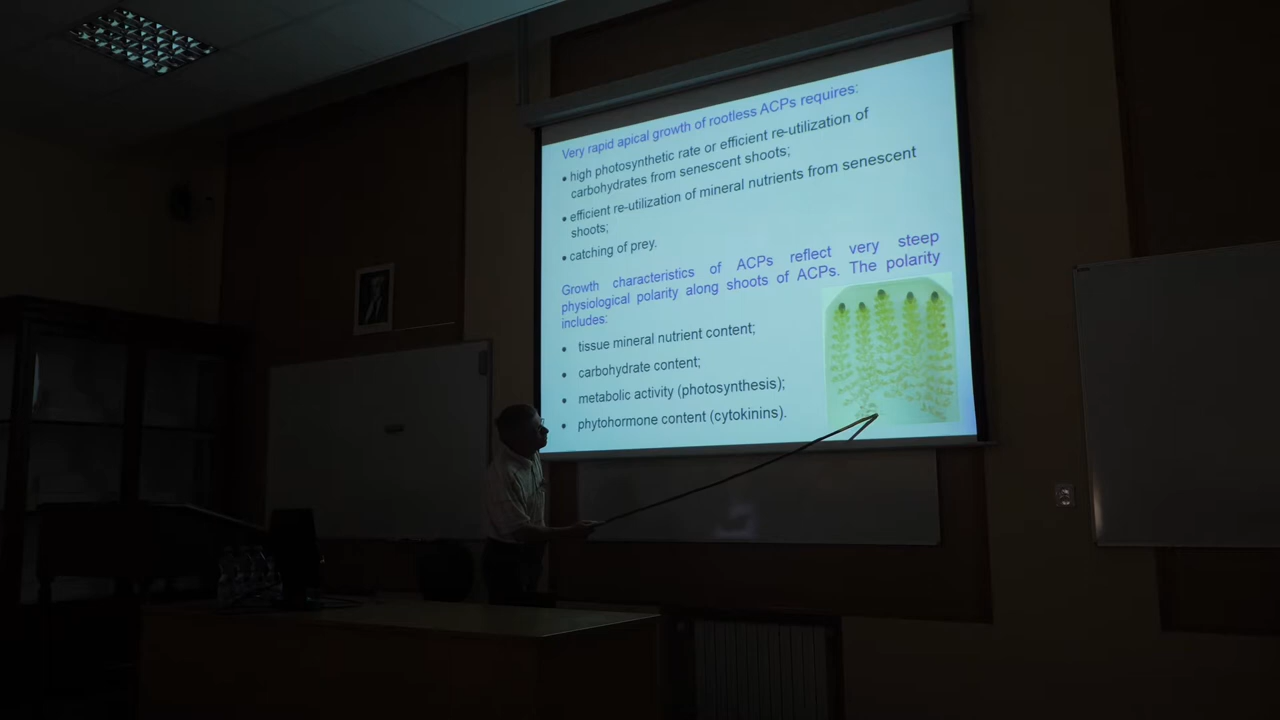 Very rapid apical growth of rootless ACPs requires:
• high photosynthetic rate or efficient re-utilization of
carbohydrates from senescent shoots;
• efficient re-utilization of mineral nutrients from senescent
shoots;
• catching of prey.
Growth characteristics of ACPs reflect very steep
physiological polarity along shoots of ACPs. The polarity
includes:
• tissue mineral nutrient content;
• carbohydrate content;
• metabolic activity (photosynthesis);
• phytohormone content (cytokinins).